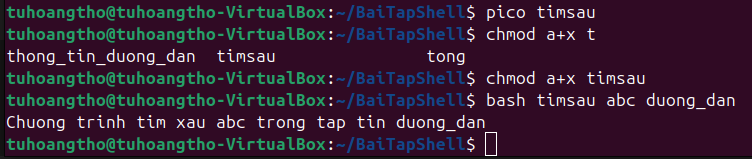 tuhoangtho@tuhoangtho-VirtualBox:~/BaiTapShell$ pico timsau
tuhoangtho@tuhoangtho-VirtualBox:~/BaiTapShell$ chmod a+x t
thong_tin_duong_dan  timsau               tong
tuhoangtho@tuhoangtho-VirtualBox:~/BaiTapShell$ chmod a+x timsau
tuhoangtho@tuhoangtho-VirtualBox:~/BaiTapShell$ bash timsau abc duong_dan
Chuong trinh tim xau abc trong tap tin duong_dan
tuhoangtho@tuhoangtho-VirtualBox:~/BaiTapShell$